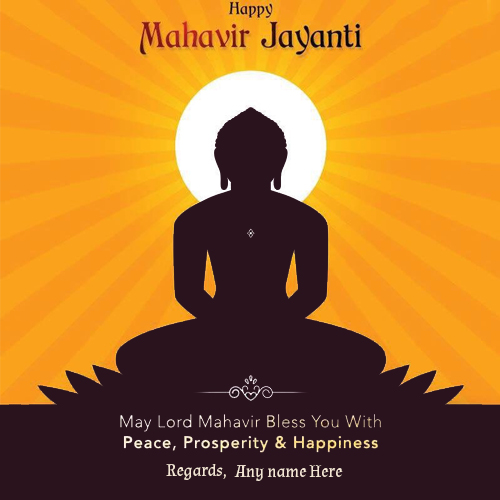 Happy
Mahavir Jayanti
May Lord Mahavir Bless You With
Peace, Prosperity & Happiness
Regards, Any name Here